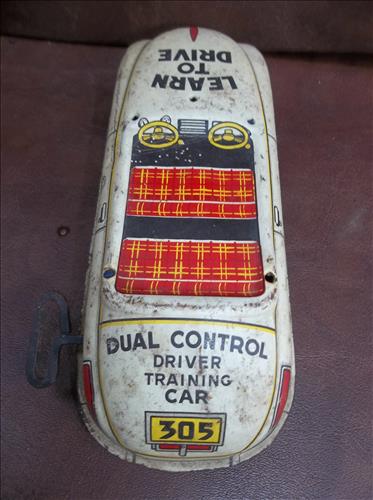 LEARN
TO
DRIVE
DUAL CONTROL
DRIVER
TRAINING
CAR
305